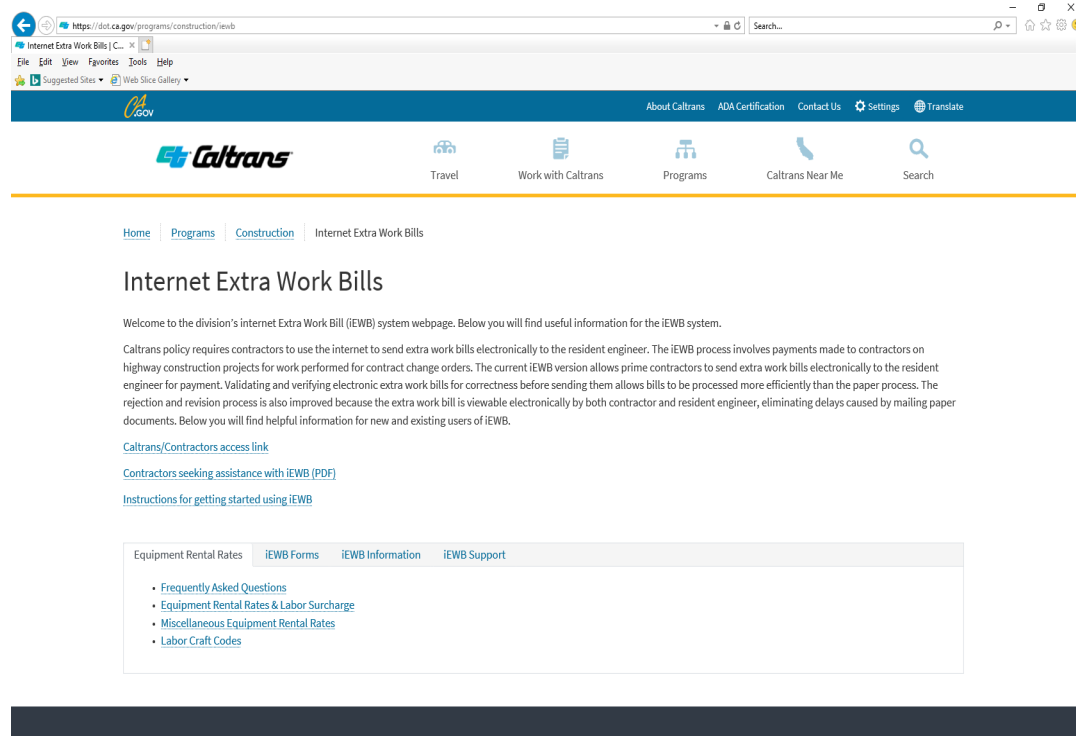 https://dot.ca.gov/programs/construction/iewb
Search...
Internet Extra Work Bills | C...
File Edit View Favorites Tools Help
Suggested Sites Web Slice Gallery
CA.GOV
About Caltrans ADA Certification Contact Us Settings Translate
Caltrans
Travel Work with Caltrans Programs Caltrans Near Me Search
Home Programs Construction Internet Extra Work Bills
Internet Extra Work Bills
Welcome to the division's internet Extra Work Bill (iEWB) system webpage. Below you will find useful information for the iEWB system.
Caltrans policy requires contractors to use the internet to send extra work bills electronically to the resident engineer. The iEWB process involves payments made to contractors on
highway construction projects for work performed for contract change orders. The current iEWB version allows prime contractors to send extra work bills electronically to the resident
engineer for payment. Validating and verifying electronic extra work bills for correctness before sending them allows bills to be processed more efficiently than the paper process. The
rejection and revision process is also improved because the extra work bill is viewable electronically by both contractor and resident engineer, eliminating delays caused by mailing paper
documents. Below you will find helpful information for new and existing users of iEWB.
Caltrans/Contractors access link
Contractors seeking assistance with iEWB (PDF)
Instructions for getting started using iEWB
Equipment Rental Rates iEWB Forms iEWB Information iEWB Support
• Frequently Asked Questions
• Equipment Rental Rates & Labor Surcharge
• Miscellaneous Equipment Rental Rates
• Labor Craft Codes